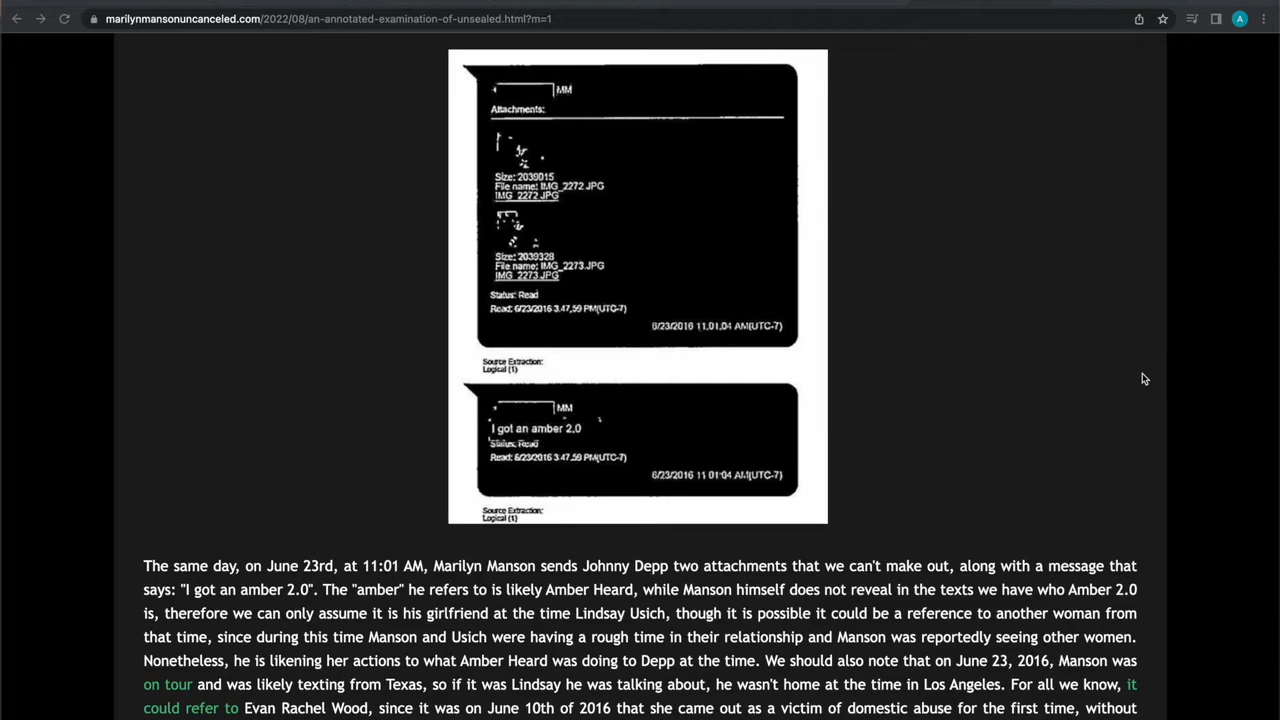 marilynmansonuncanceled.com/2022/08/an-annotated-examination-of-unsealed.html?m=1
A
MM
Attachments:
Size: 2039015
File name: IMG_2272.JPG
IMG_2272.JPG
Size: 2039328
File name: IMG_2273.JPG
IMG_2273.JPG
Status: Read
Read: 6/23/2016 3.47.59 PM(UTC-7)
6/23/2016 11.01.04 AM(UTC-7)
Source Extraction:
Logical (1)
MM
I got an amber 2.0
Status: Read
Read: 6/23/2016 3.47.59 PM(UTC-7)
6/23/2016 11 01:04 AM(UTC-7)
Source Extraction:
Logical (1)
The same day, on June 23rd, at 11:01 AM, Marilyn Manson sends Johnny Depp two attachments that we can't make out, along with a message that
says: "I got an amber 2.0". The "amber" he refers to is likely Amber Heard, while Manson himself does not reveal in the texts we have who Amber 2.0
is, therefore we can only assume it is his girlfriend at the time Lindsay Usich, though it is possible it could be a reference to another woman from
that time, since during this time Manson and Usich were having a rough time in their relationship and Manson was reportedly seeing other women.
Nonetheless, he is likening her actions to what Amber Heard was doing to Depp at the time. We should also note that on June 23, 2016, Manson was
on tour and was likely texting from Texas, so if it was Lindsay he was talking about, he wasn't home at the time in Los Angeles. For all we know, it
could refer to Evan Rachel Wood, since it was on June 10th of 2016 that she came out as a victim of domestic abuse for the first time, without